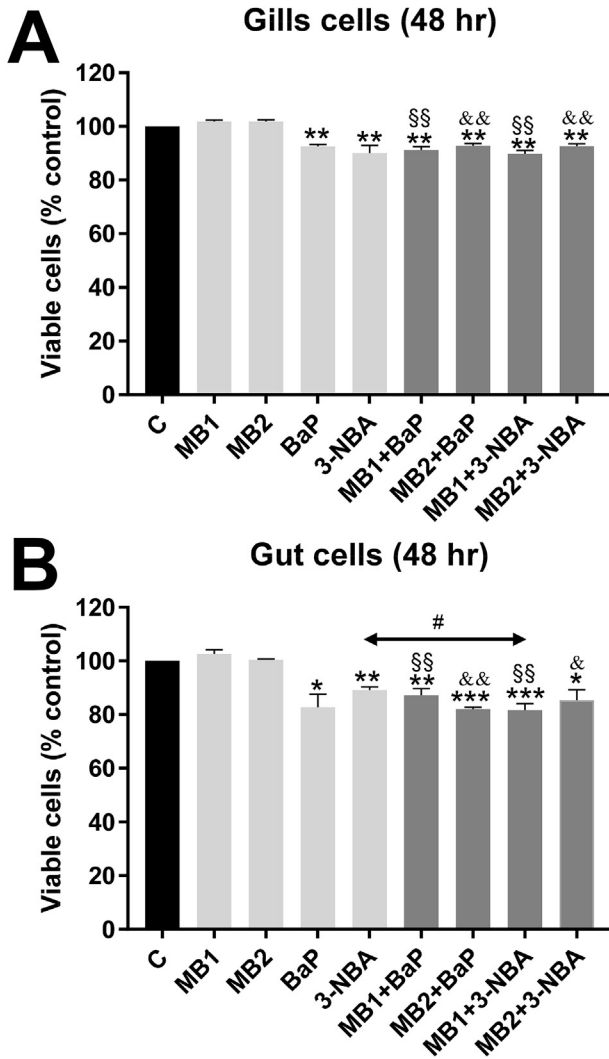 A
Gills cells (48 hr)
Viable cells (% control)
120
100
80
60
40
20
0
** ** §§ && §§ &&
** ** ** **
C MB1 MB2 BaP 3-NBA MB1+BaP MB2+BaP MB1+3-NBA MB2+3-NBA
B
Gut cells (48 hr)
Viable cells (% control)
120
100
80
60
40
20
0
#
* ** §§ && §§ &
** *** *** *
C MB1 MB2 BaP 3-NBA MB1+BaP MB2+BaP MB1+3-NBA MB2+3-NBA